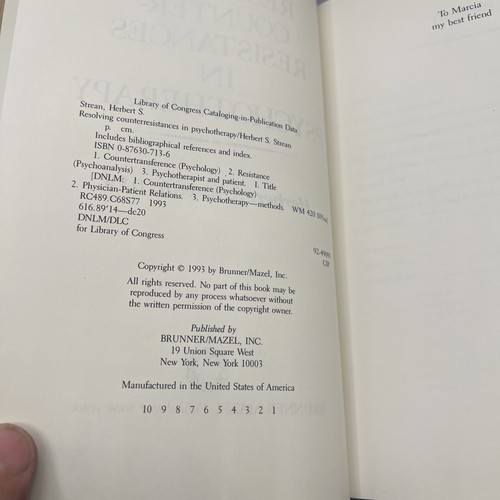 Library of Congress Cataloging-in-Publication Data
Strean, Herbert S.
Resolving counterresistances in psychotherapy/Herbert S. Strean
p. cm.
Includes bibliographical references and index.
ISBN 0-87630-713-6
1. Countertransference (Psychology) 2. Resistance
(Psychoanalysis) 3. Psychotherapist and patient. I. Title
[DNLM: 1. Countertransference (Psychology)
2. Physician-Patient Relations. 3. Psychotherapy—methods. WM 420
RC489.C68S77 1993
616.89'14—dc20
DNLM/DLC
for Library of Congress
CIP
Copyright © 1993 by Brunner/Mazel, Inc.
All rights reserved. No part of this book may be
reproduced by any process whatsoever without
the written permission of the copyright owner.
Published by
BRUNNER/MAZEL, INC.
19 Union Square West
New York, New York 10003
Manufactured in the United States of America
10 9 8 7 6 5 4 3 2 1
To Marcia
my best friend